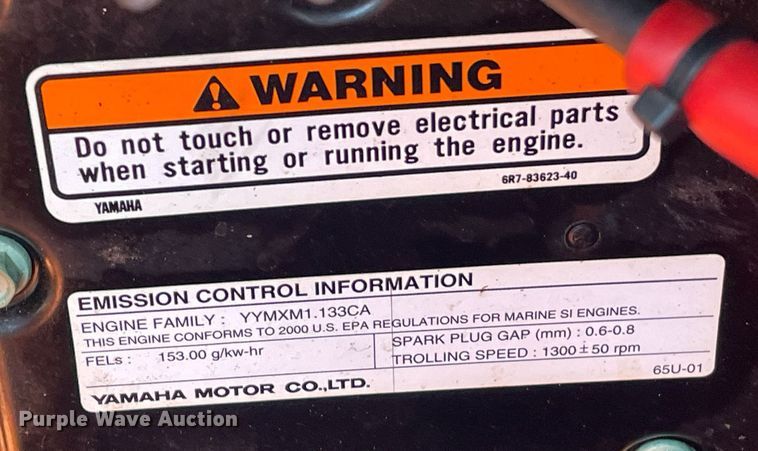 WARNING
Do not touch or remove electrical parts
when starting or running the engine.
6R7-83623-40
YAMAHA
EMISSION CONTROL INFORMATION
ENGINE FAMILY : YYMXM1.133CA
THIS ENGINE CONFORMS TO 2000 U.S. EPA REGULATIONS FOR MARINE SI ENGINES.
FELs : 153.00 g/kw-hr
SPARK PLUG GAP (mm) : 0.6-0.8
TROLLING SPEED : 1300±50 rpm
YAMAHA MOTOR CO.,LTD.
65U-01
Purple Wave Auction